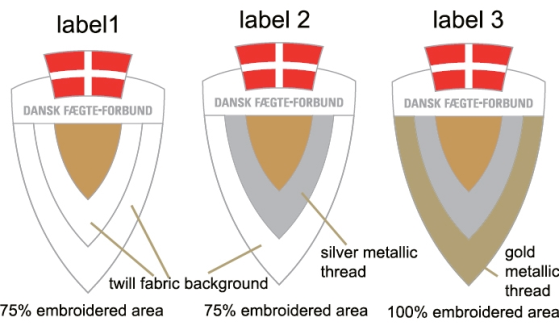 label1
label 2
label 3
DANSK FÆGTE-FORBUND
DANSK FÆGTE-FORBUND
DANSK FÆGTE-FORBUND
silver metallic
thread
gold
metallic
thread
twill fabric background
75% embroidered area
75% embroidered area
100% embroidered area